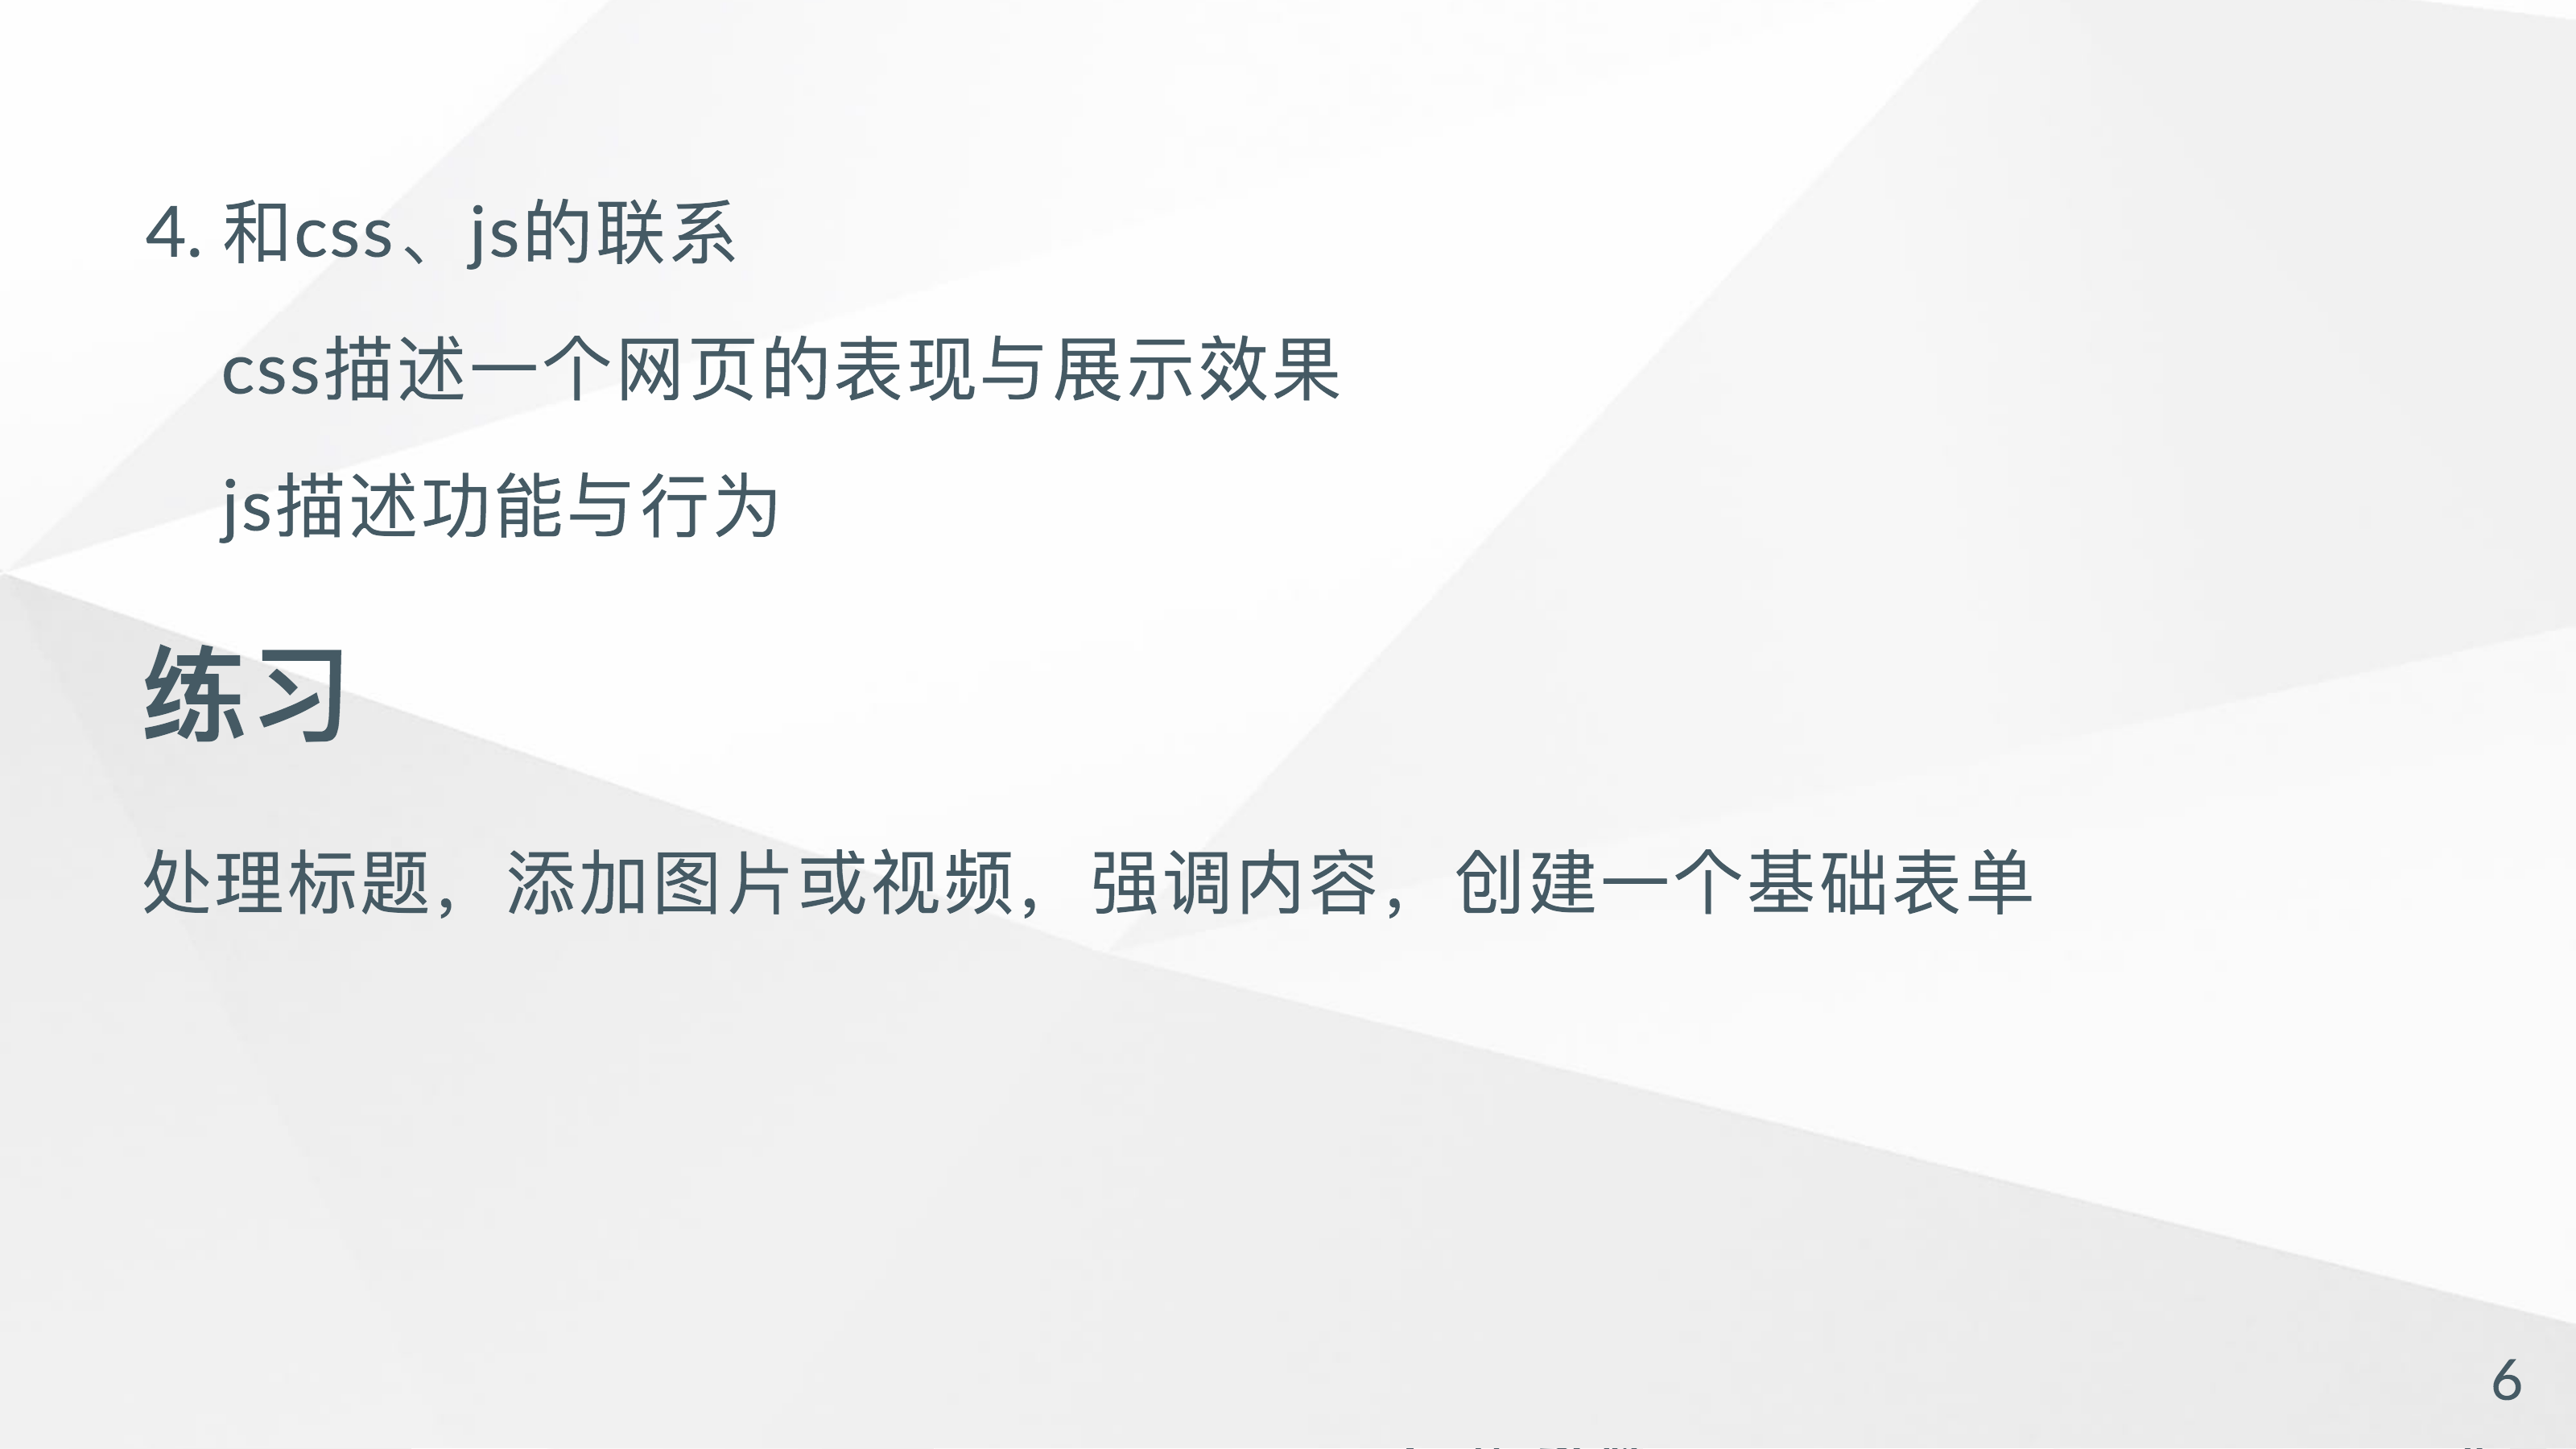 4. 和css、js的联系
css描述一个网页的表现与展示效果
js描述功能与行为
练习
处理标题，添加图片或视频，强调内容，创建一个基础表单
6